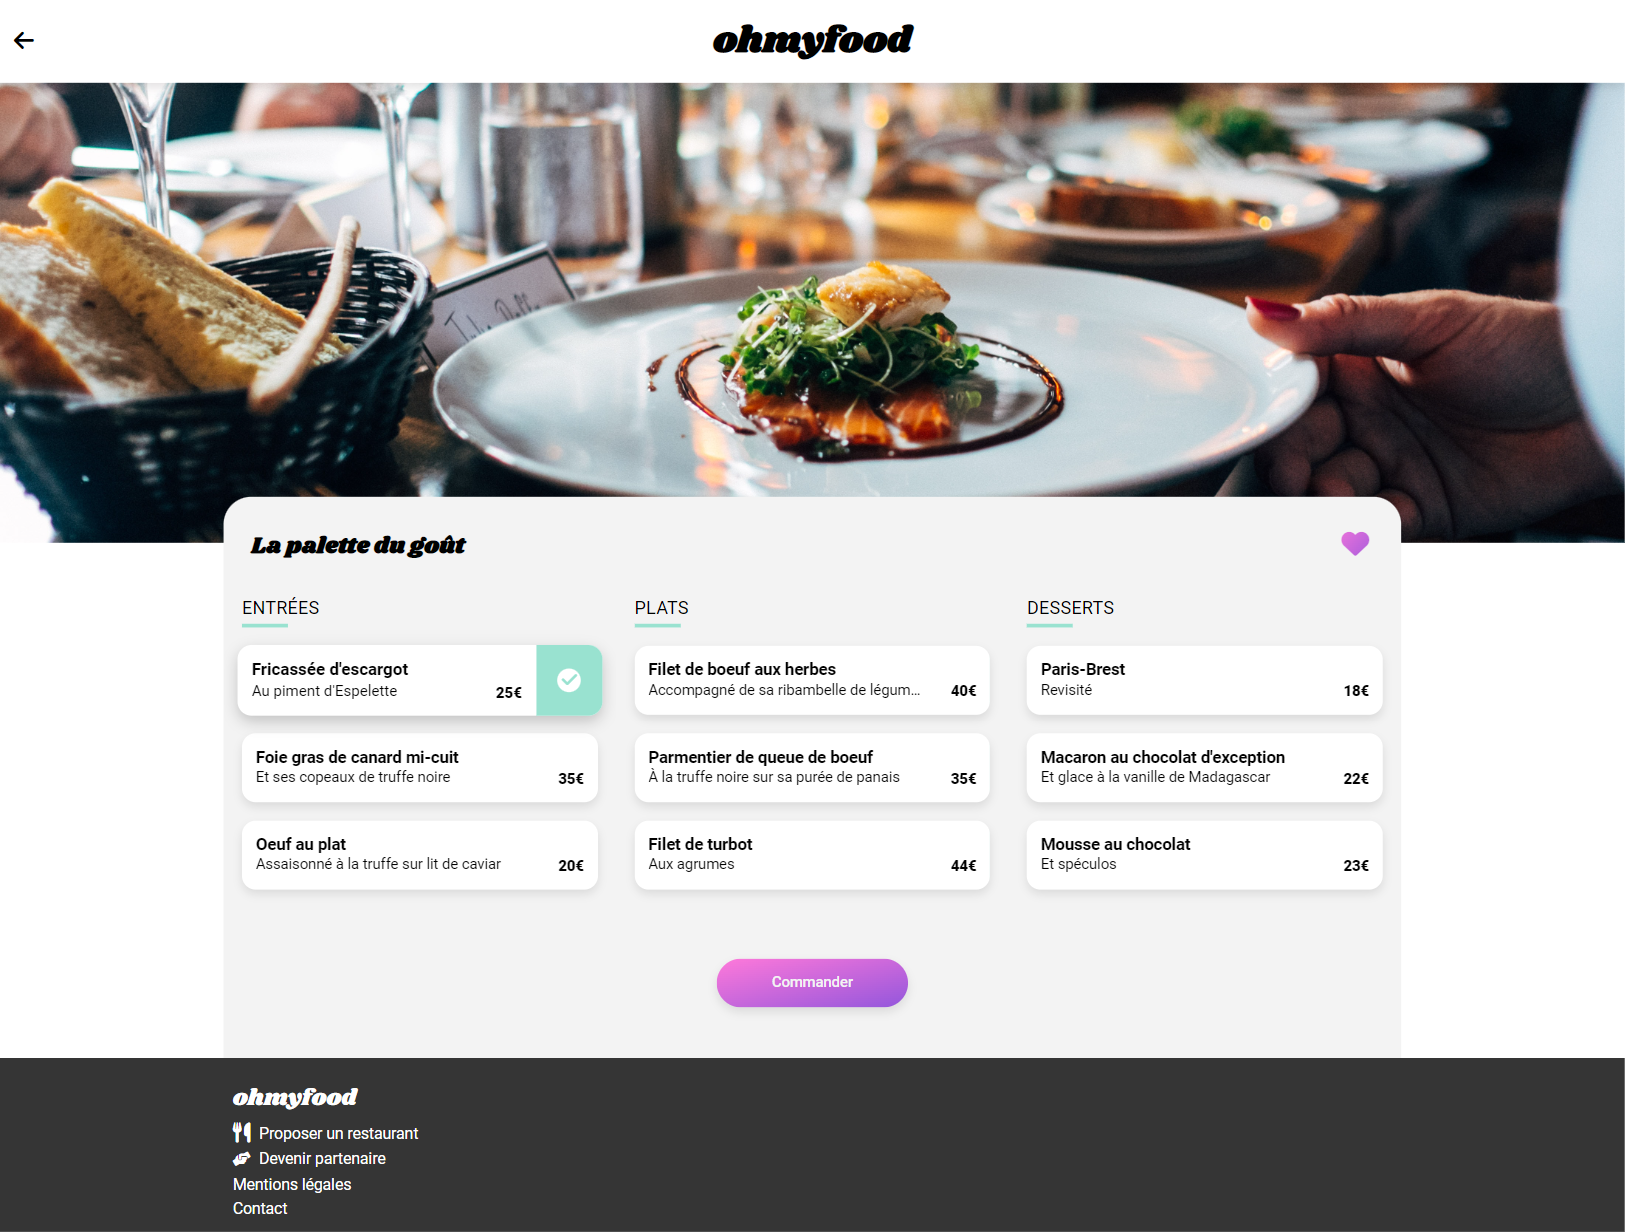 ohmyfood
La palette du goût
ENTRÉES
Fricassée d'escargot
Au piment d'Espelette 25€
Foie gras de canard mi-cuit
Et ses copeaux de truffe noire 35€
Oeuf au plat
Assaisonné à la truffe sur lit de caviar 20€
PLATS
Filet de boeuf aux herbes
Accompagné de sa ribambelle de légum... 40€
Parmentier de queue de boeuf
À la truffe noire sur sa purée de panais 35€
Filet de turbot
Aux agrumes 44€
DESSERTS
Paris-Brest
Revisité 18€
Macaron au chocolat d'exception
Et glace à la vanille de Madagascar 22€
Mousse au chocolat
Et spéculos 23€
Commander
ohmyfood
Proposer un restaurant
Devenir partenaire
Mentions légales
Contact